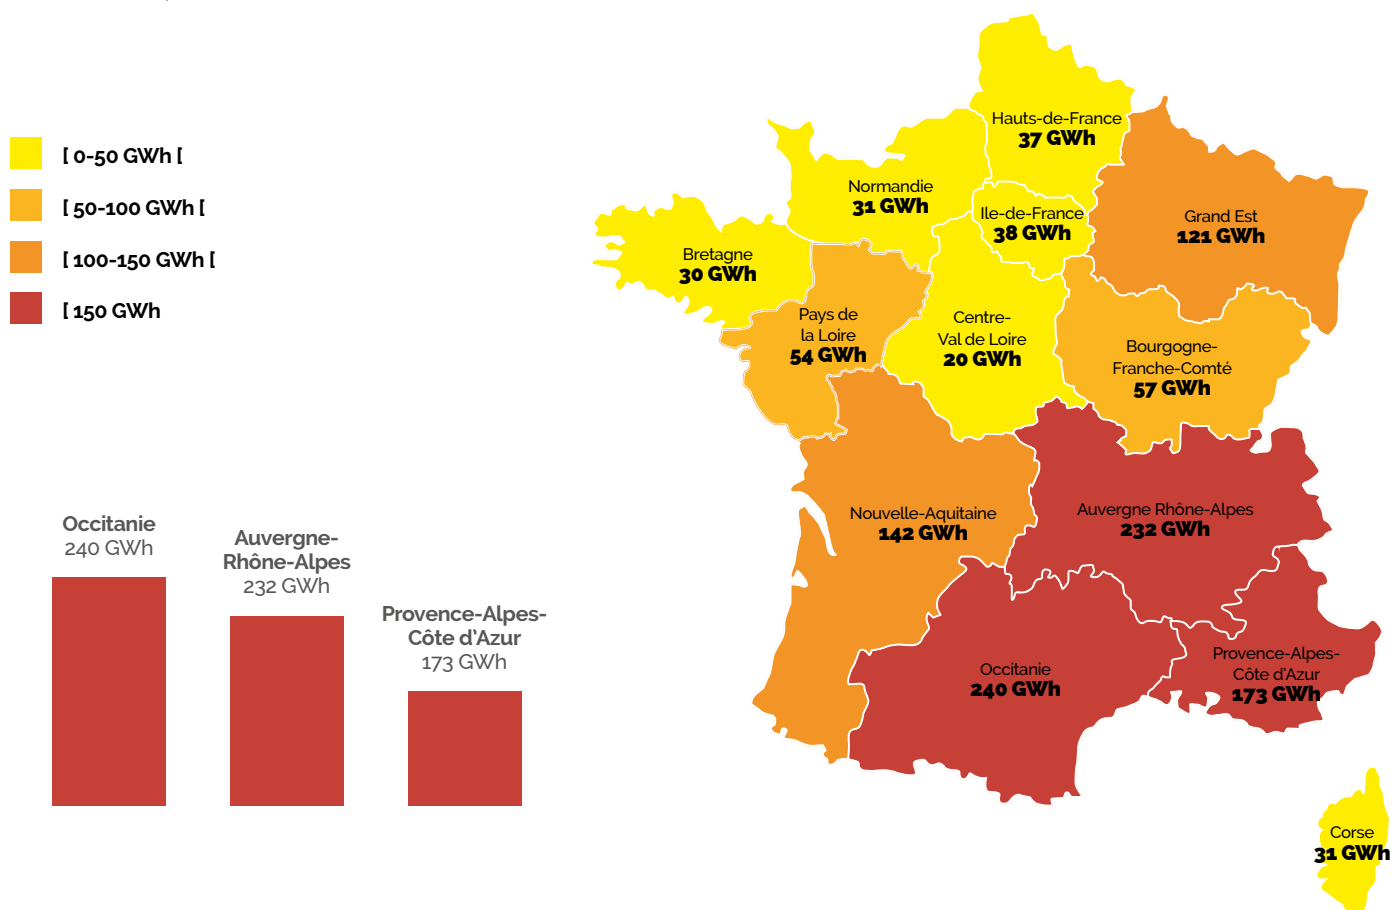 [ 0-50 GWh [
[ 50-100 GWh [
[ 100-150 GWh [
[ 150 GWh
Occitanie
240 GWh
Auvergne-
Rhône-Alpes
232 GWh
Provence-Alpes-
Côte d'Azur
173 GWh
Hauts-de-France
37 GWh
Normandie
31 GWh
Ile-de-France
38 GWh
Grand Est
121 GWh
Bretagne
30 GWh
Pays de
la Loire
54 GWh
Centre-
Val de Loire
20 GWh
Bourgogne-
Franche-Comté
57 GWh
Nouvelle-Aquitaine
142 GWh
Auvergne Rhône-Alpes
232 GWh
Occitanie
240 GWh
Provence-Alpes-
Côte d'Azur
173 GWh
Corse
31 GWh